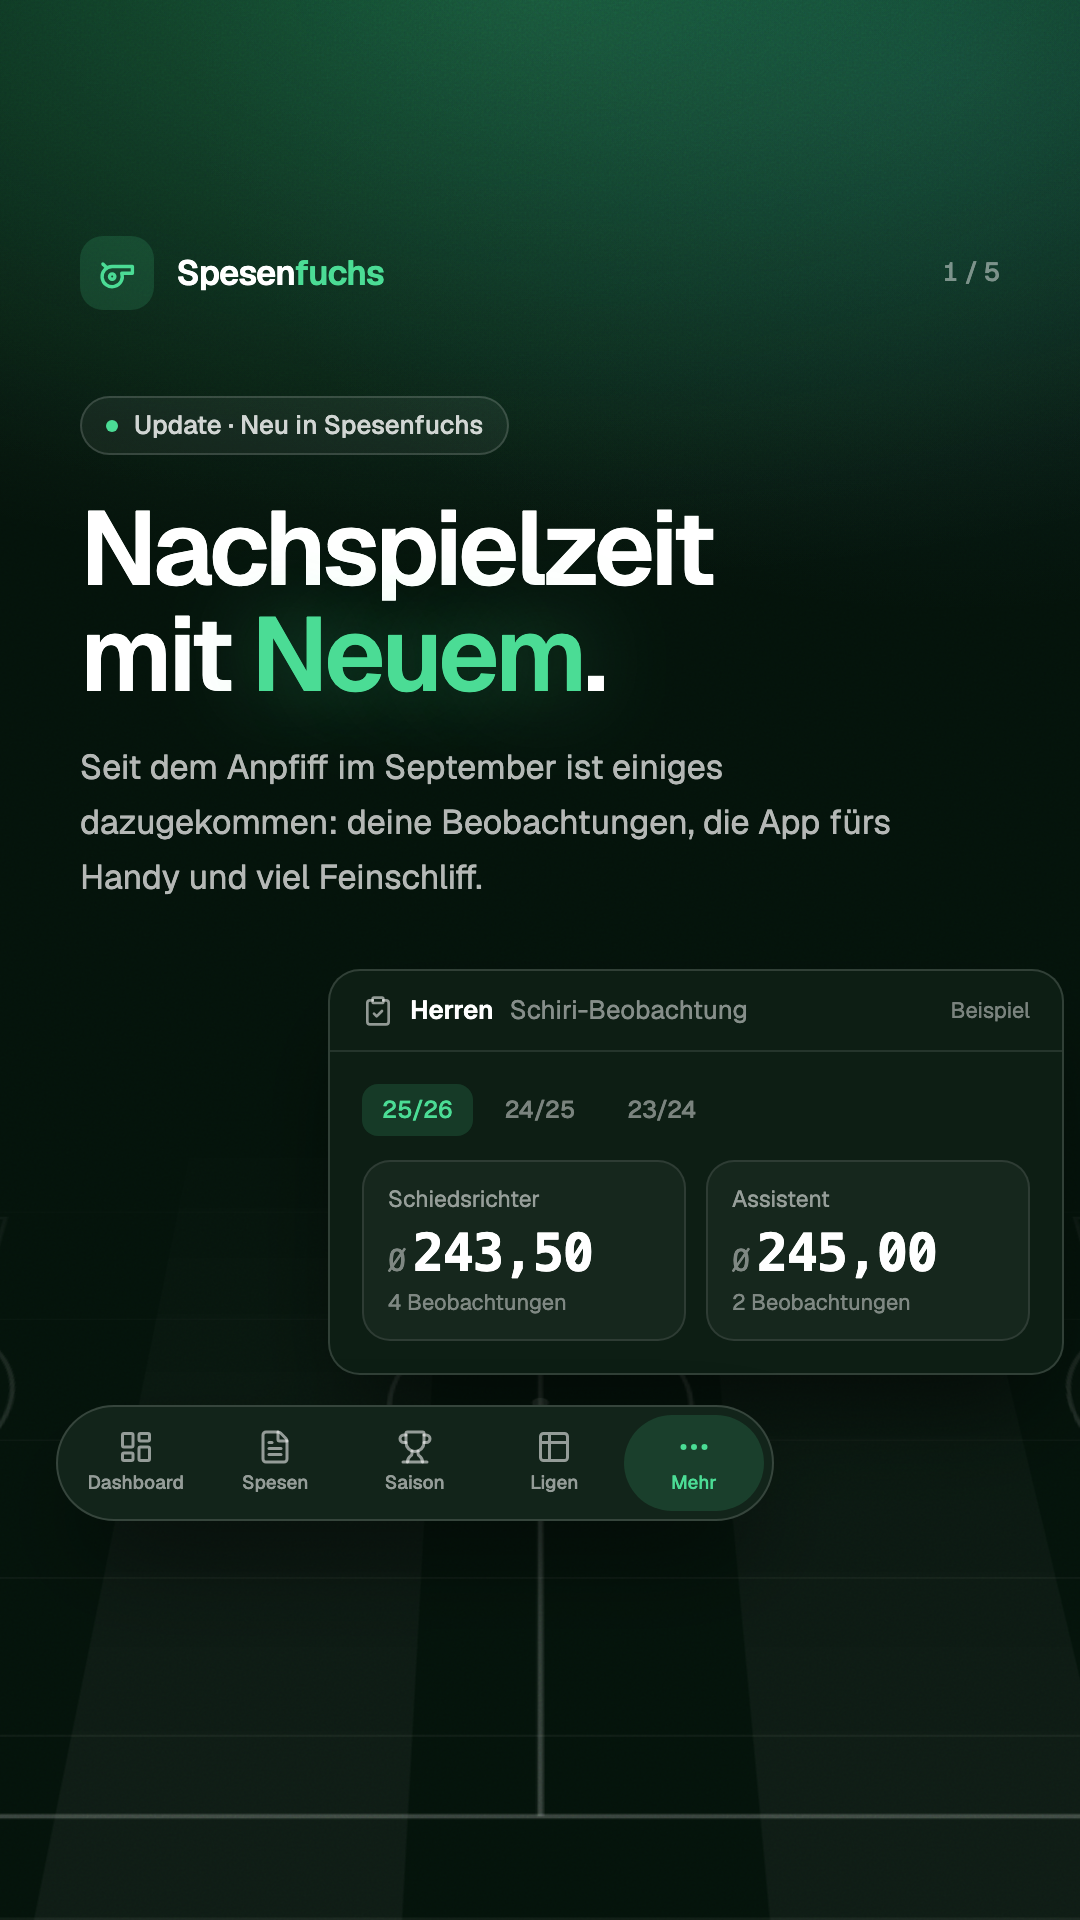 Spesenfuchs
1 / 5
Update · Neu in Spesenfuchs
Nachspielzeit
mit Neuem.
Seit dem Anpfiff im September ist einiges
dazugekommen: deine Beobachtungen, die App fürs
Handy und viel Feinschliff.
Herren Schiri-Beobachtung Beispiel
25/26 24/25 23/24
Schiedsrichter
Ø 243,50
4 Beobachtungen
Assistent
Ø 245,00
2 Beobachtungen
Dashboard Spesen Saison Ligen Mehr